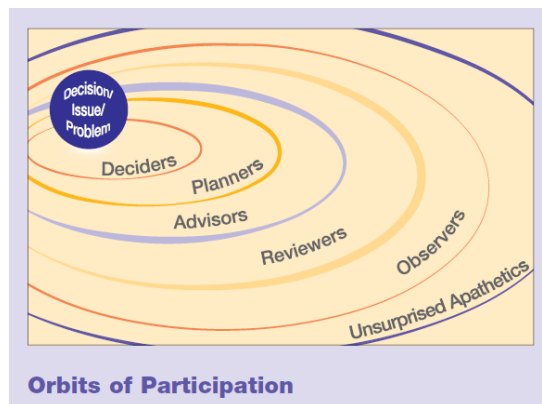 Decision/
Issue/
Problem
Deciders
Planners
Advisors
Reviewers
Observers
Unsurprised Apathetics
Orbits of Participation